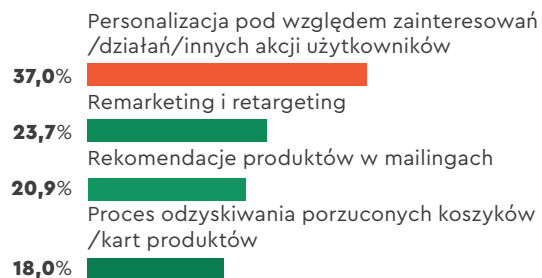 Personalizacja pod względem zainteresowań
/działań/innych akcji użytkowników
37,0%
Remarketing i retargeting
23,7%
Rekomendacje produktów w mailingach
20,9%
Proces odzyskiwania porzuconych koszyków
/kart produktów
18,0%